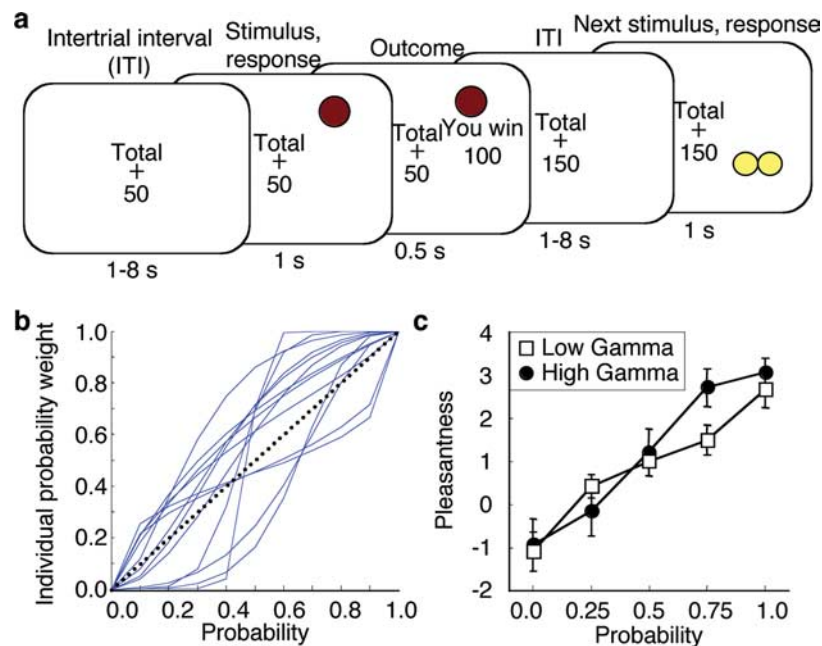 a
Intertrial interval
(ITI)
Stimulus,
response
Outcome
ITI
Next stimulus, response
Total
+
50
Total
+
50
Total
+
50
You win
100
Total
+
150
Total
+
150
1-8 s
1 s
0.5 s
1-8 s
1 s
b
Individual probability weight
1.0
0.8
0.6
0.4
0.2
0.0
0.0 0.2 0.4 0.6 0.8 1.0
Probability
c
Pleasantness
4
3
2
1
0
-1
-2
Low Gamma
High Gamma
0.0 0.25 0.5 0.75 1.0
Probability